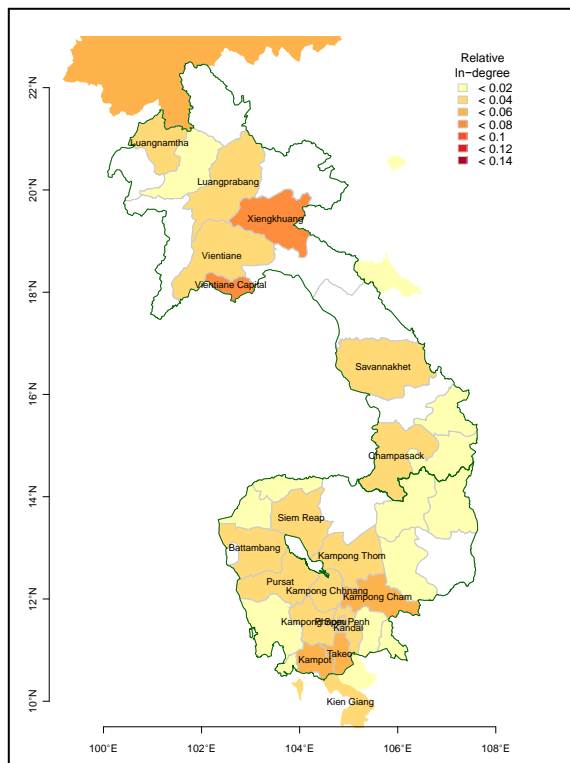 Relative
In-degree
< 0.02
< 0.04
< 0.06
< 0.08
< 0.1
< 0.12
< 0.14
22°N
20°N
18°N
16°N
14°N
12°N
10°N
Luangnamtha
Luangprabang
Xiengkhuang
Vientiane
Vientiane Capital
Savannakhet
Champasack
Siem Reap
Battambang
Kampong Thom
Pursat
Kampong Chhnang
Kampong Cham
Kampong Speu
Phnom Penh
Kandal
Takeo
Kampot
Kien Giang
100°E
102°E
104°E
106°E
108°E